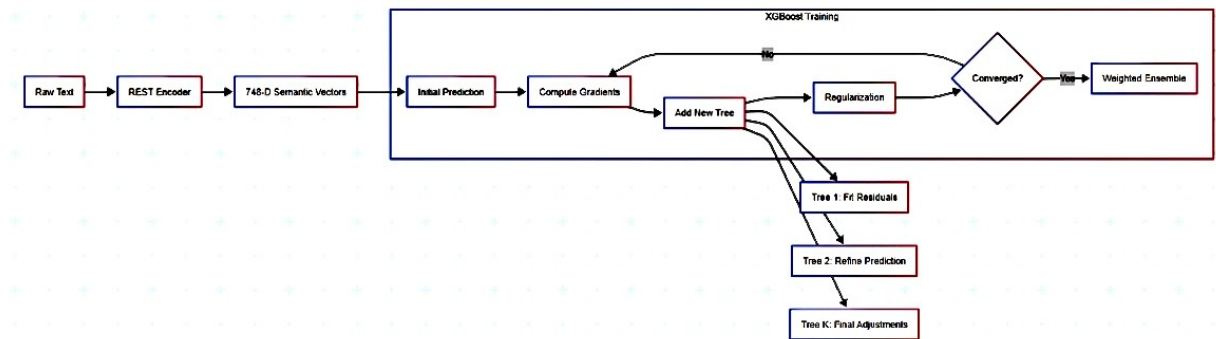 XGBoost Training
No
Raw Text
REST Encoder
748-D Semantic Vectors
Initial Prediction
Compute Gradients
Add New Tree
Regularization
Converged?
Yes
Weighted Ensemble
Tree 1: Fit Residuals
Tree 2: Refine Prediction
Tree K: Final Adjustments